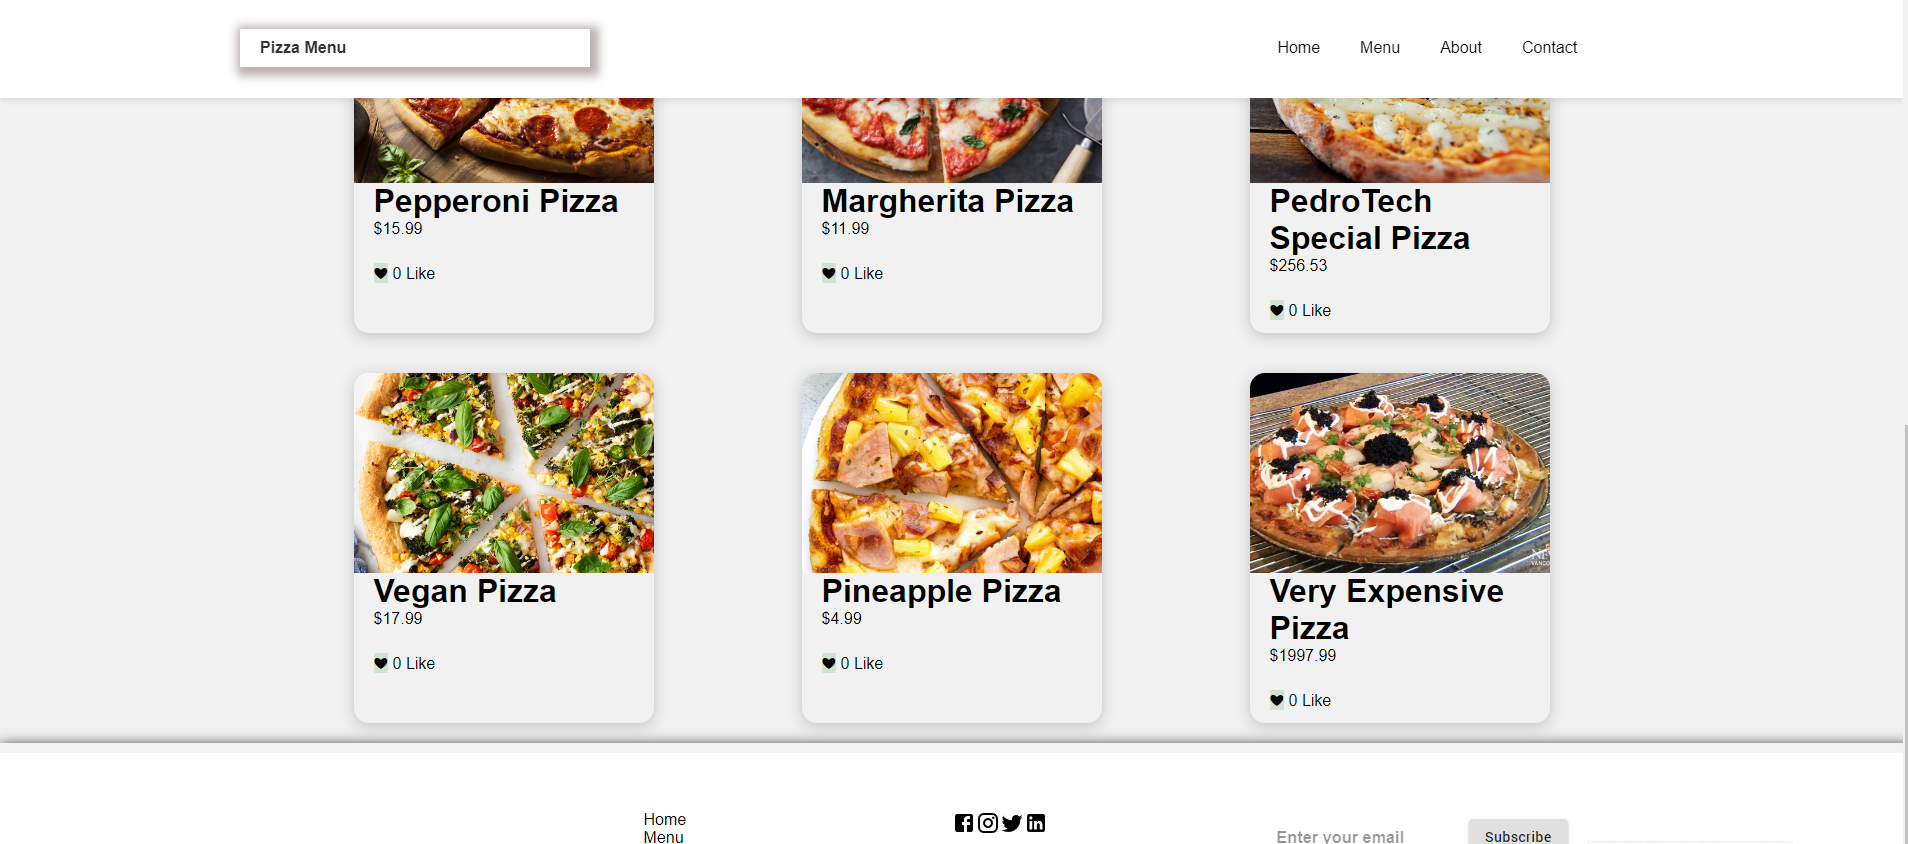 Pizza Menu
Home
Menu
About
Contact
Pepperoni Pizza
$15.99
0 Like
Margherita Pizza
$11.99
0 Like
PedroTech
Special Pizza
$256.53
0 Like
Vegan Pizza
$17.99
0 Like
Pineapple Pizza
$4.99
0 Like
Very Expensive
Pizza
$1997.99
0 Like
Home
Menu
Enter your email
Subscribe